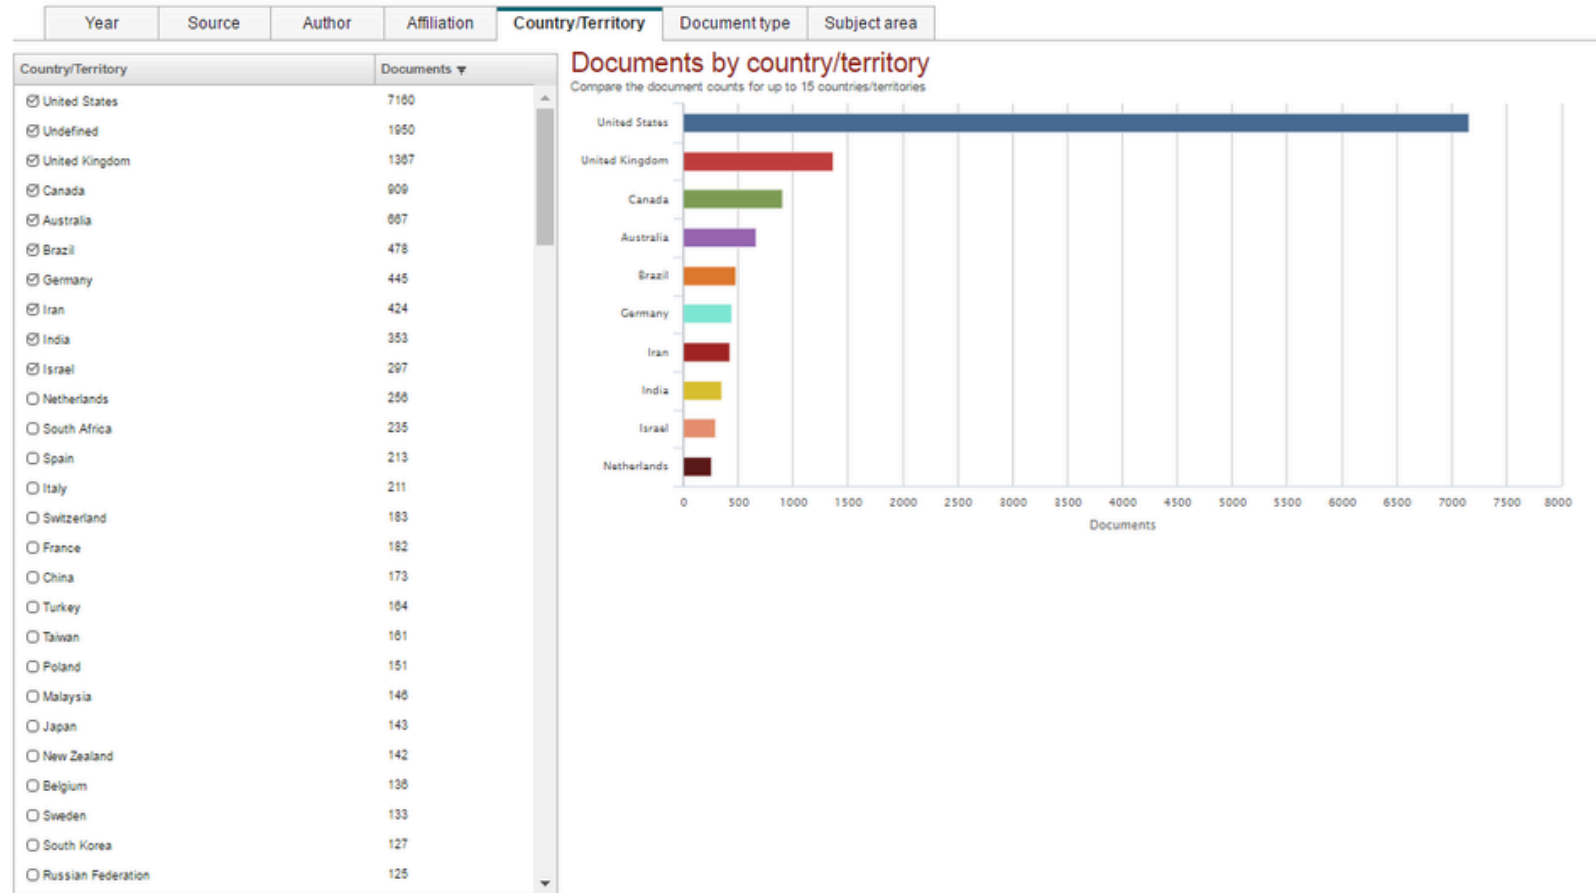 Year Source Author Affiliation Country/Territory Document type Subject area
Country/Territory Documents
United States 7160
Undefined 1950
United Kingdom 1367
Canada 909
Australia 667
Brazil 478
Germany 445
Iran 424
India 353
Israel 297
Netherlands 256
South Africa 235
Spain 213
Italy 211
Switzerland 183
France 182
China 173
Turkey 164
Taiwan 161
Poland 151
Malaysia 146
Japan 143
New Zealand 142
Belgium 136
Sweden 133
South Korea 127
Russian Federation 125
Documents by country/territory
Compare the document counts for up to 15 countries/territories
United States
United Kingdom
Canada
Australia
Brazil
Germany
Iran
India
Israel
Netherlands
0 500 1000 1500 2000 2500 3000 3500 4000 4500 5000 5500 6000 6500 7000 7500 8000
Documents